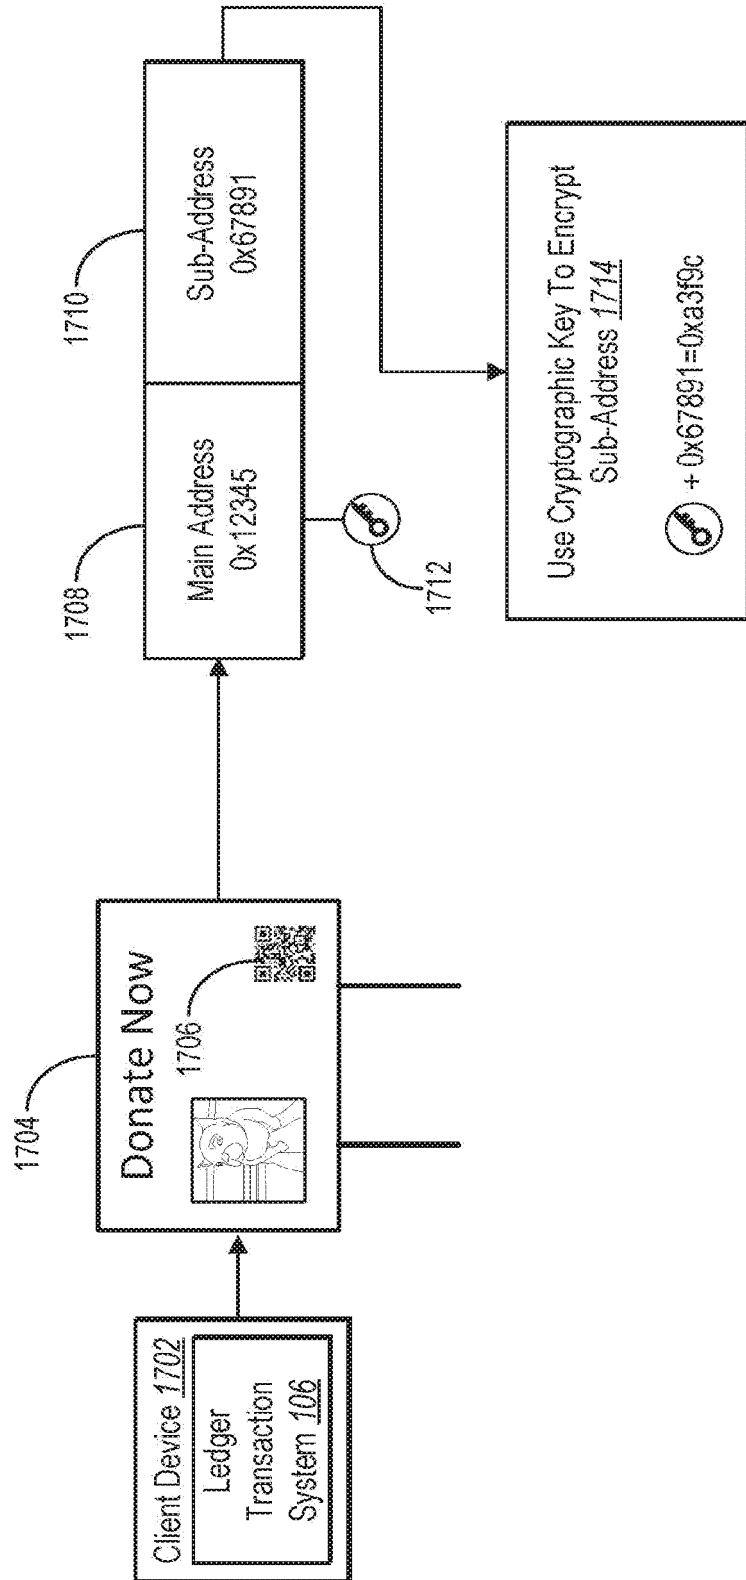 Client Device 1702
Ledger
Transaction
System 106
1704
Donate Now
1706
1708
Main Address
0x12345
1710
Sub-Address
0x67891
1712
Use Cryptographic Key To Encrypt
Sub-Address 1714
+ 0x67891=0xa3f9c